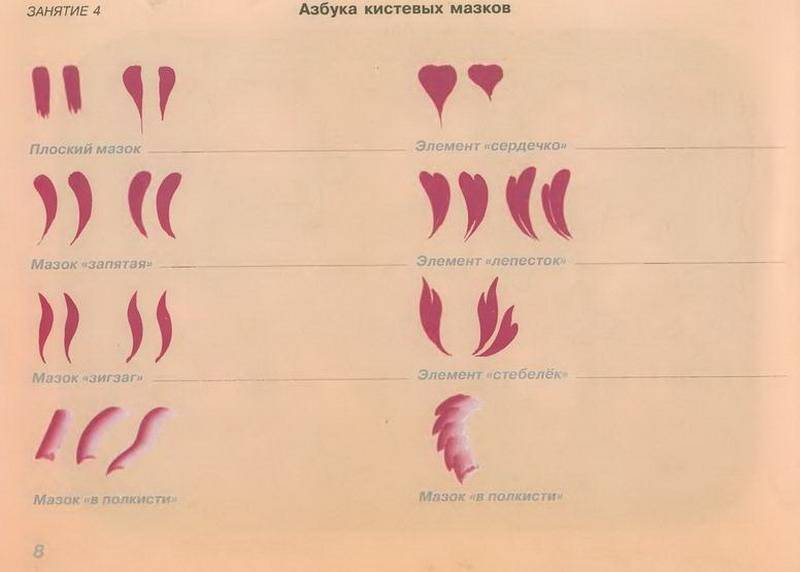 ЗАНЯТИЕ 4
Азбука кистевых мазков
Плоский мазок
Элемент «сердечко»
Мазок «запятая»
Элемент «лепесток»
Мазок «зигзаг»
Элемент «стебелёк»
Мазок «в полкисти»
Мазок «в полкисти»
8